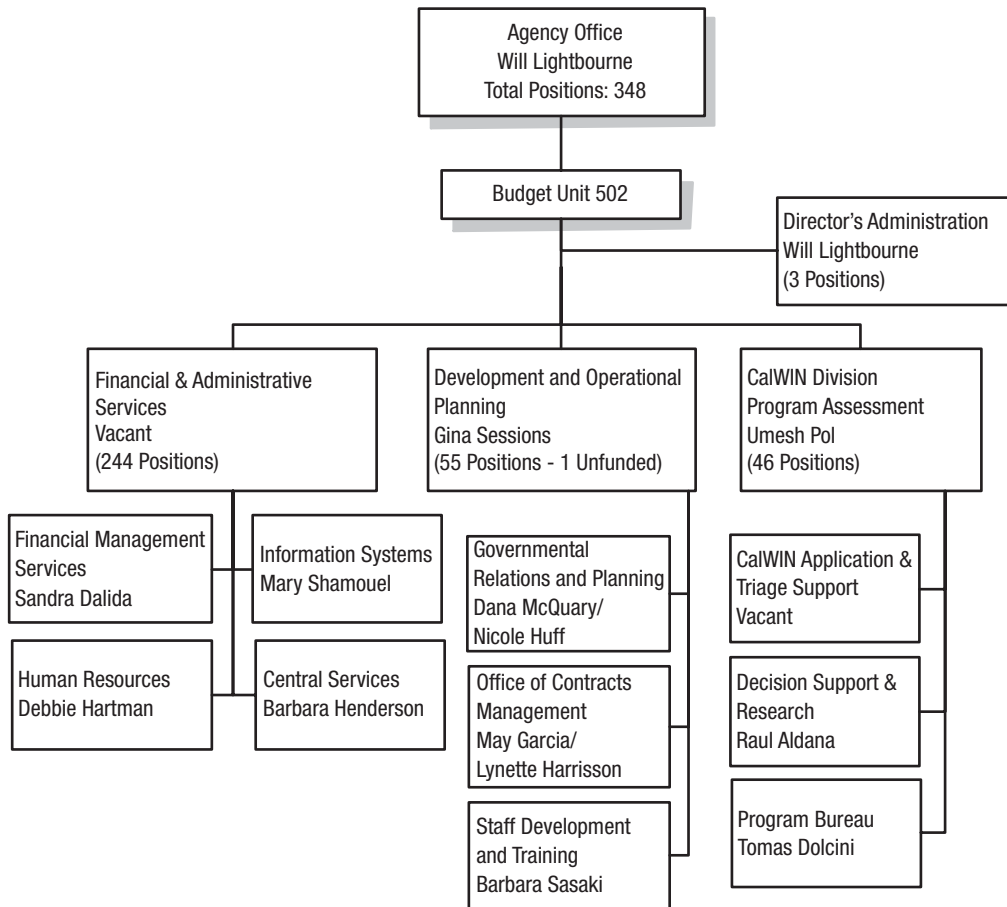 Agency Office
Will Lightbourne
Total Positions: 348
Budget Unit 502
Director’s Administration
Will Lightbourne
(3 Positions)
Financial & Administrative
Services
Vacant
(244 Positions)
Development and Operational
Planning
Gina Sessions
(55 Positions - 1 Unfunded)
CalWIN Division
Program Assessment
Umesh Pol
(46 Positions)
Financial Management
Services
Sandra Dalida
Information Systems
Mary Shamouel
Human Resources
Debbie Hartman
Central Services
Barbara Henderson
Governmental
Relations and Planning
Dana McQuary/
Nicole Huff
Office of Contracts
Management
May Garcia/
Lynette Harrisson
Staff Development
and Training
Barbara Sasaki
CalWIN Application &
Triage Support
Vacant
Decision Support &
Research
Raul Aldana
Program Bureau
Tomas Dolcini